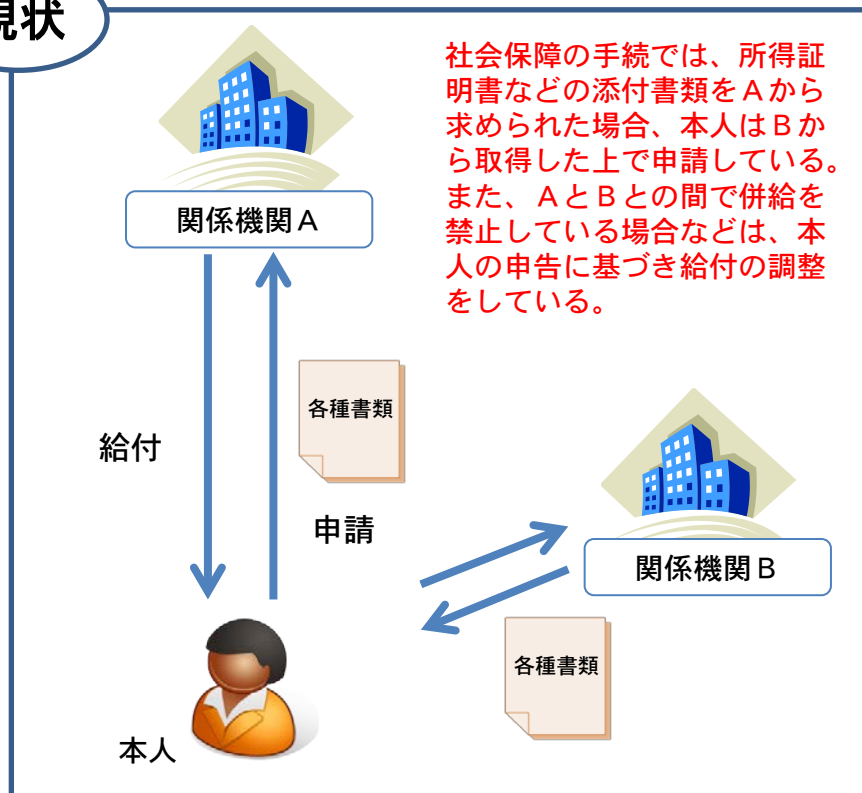 現状
社会保障の手続では、所得証
明書などの添付書類をAから
求められた場合、本人はBか
ら取得した上で申請している。
また、AとBとの間で併給を
禁止している場合などは、本
人の申告に基づき給付の調整
をしている。
関係機関A
各種書類
給付
申請
関係機関B
各種書類
本人